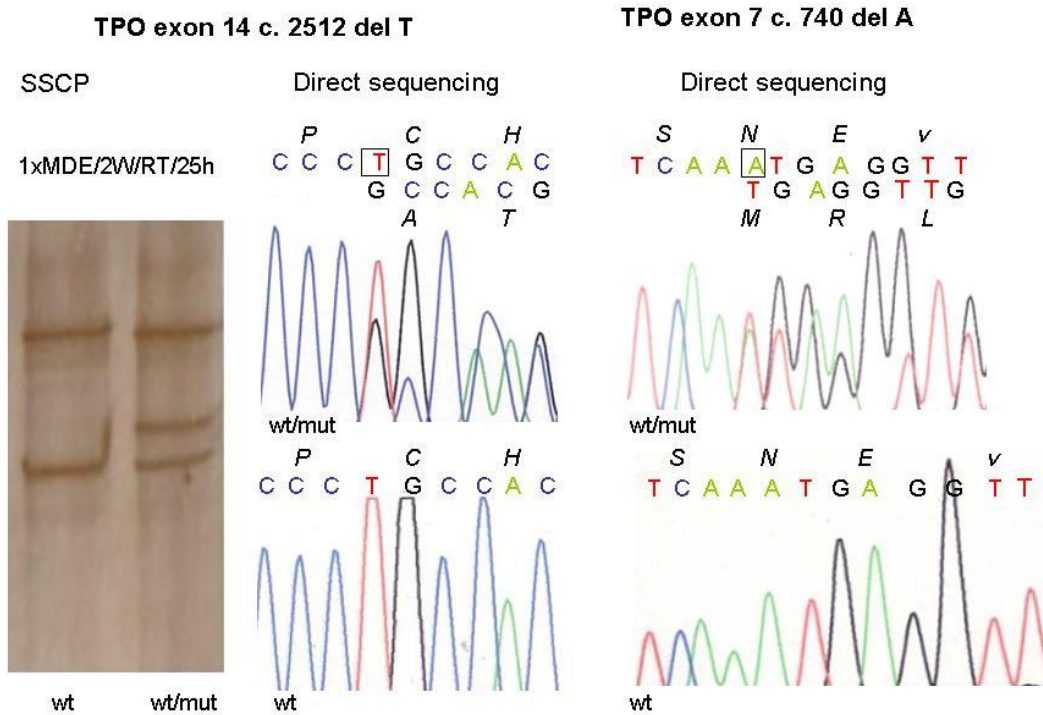 TPO exon 14 c. 2512 del T
TPO exon 7 c. 740 del A
SSCP
Direct sequencing
Direct sequencing
1xMDE/2W/RT/25h
P C H
C C C T G C C A C
G C C A C G
A T
wt/mut
P C H
C C C T G C C A C
wt
S N E v
T C A A A T G A G G T T
T G A G G T T G
M R L
wt/mut
S N E v
T C A A A T G A G G T T
wt
wt wt/mut